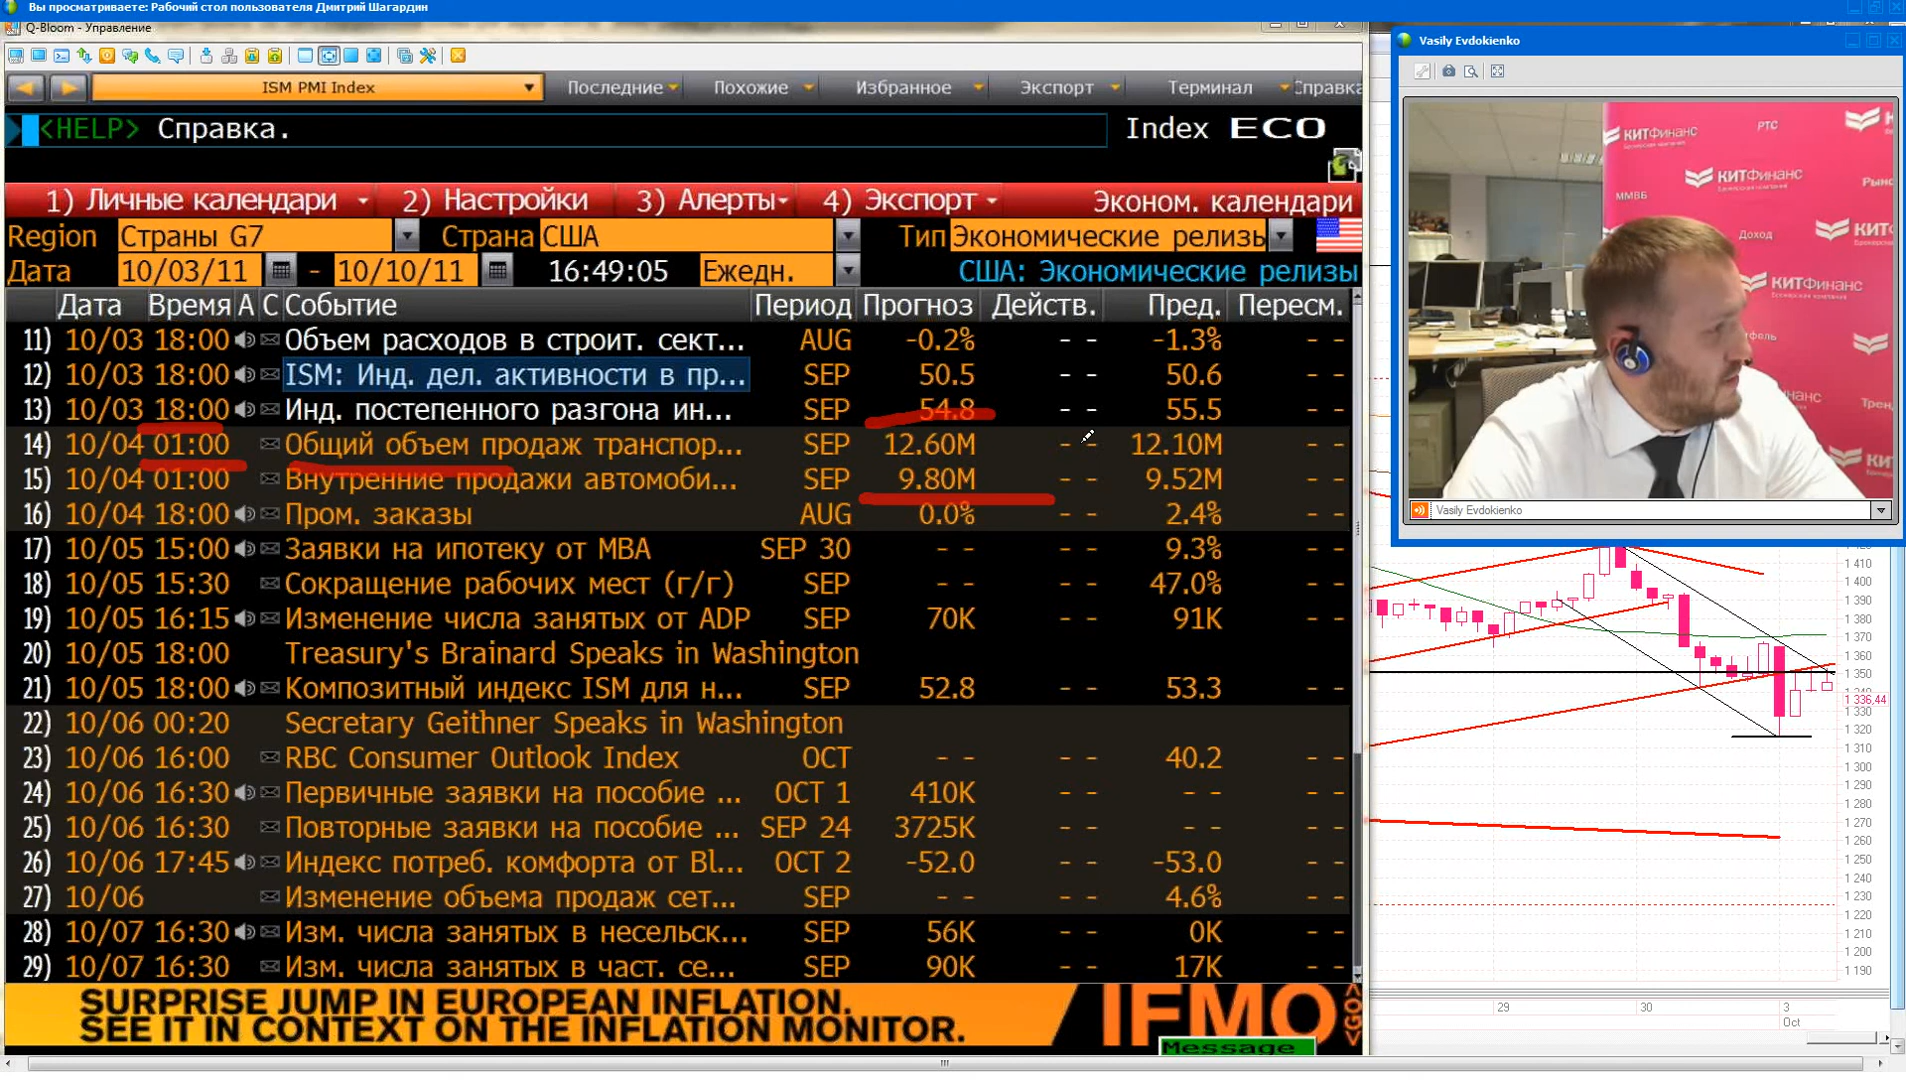 Вы просматриваете: Рабочий стол пользователя Дмитрий Шагардин
Q-Bloom - Управление
ISM PMI Index Последние Похожие Избранное Экспорт Терминал Справка
<HELP> Справка. Index ECO
1) Личные календари 2) Настройки 3) Алерты 4) Экспорт Эконом. календари
Region Страны G7 Страна США Тип Экономические релизы
Дата 10/03/11 - 10/10/11 16:49:05 Ежедн. США: Экономические релизы
Дата Время А С Событие Период Прогноз Действ. Пред. Пересм.
11) 10/03 18:00 Объем расходов в строит. сект... AUG -0.2% - - -1.3% - -
12) 10/03 18:00 ISM: Инд. дел. активности в пр... SEP 50.5 - - 50.6 - -
13) 10/03 18:00 Инд. постепенного разгона ин... SEP 54.8 - - 55.5 - -
14) 10/04 01:00 Общий объем продаж транспор... SEP 12.60M - - 12.10M - -
15) 10/04 01:00 Внутренние продажи автомоби... SEP 9.80M - - 9.52M - -
16) 10/04 18:00 Пром. заказы AUG 0.0% - - 2.4% - -
17) 10/05 15:00 Заявки на ипотеку от MBA SEP 30 - - - - 9.3% - -
18) 10/05 15:30 Сокращение рабочих мест (г/г) SEP - - - - 47.0% - -
19) 10/05 16:15 Изменение числа занятых от ADP SEP 70K - - 91K - -
20) 10/05 18:00 Treasury's Brainard Speaks in Washington
21) 10/05 18:00 Композитный индекс ISM для н... SEP 52.8 - - 53.3 - -
22) 10/06 00:20 Secretary Geithner Speaks in Washington
23) 10/06 16:00 RBC Consumer Outlook Index OCT - - - - 40.2 - -
24) 10/06 16:30 Первичные заявки на пособие ... OCT 1 410K - - - - - -
25) 10/06 16:30 Повторные заявки на пособие ... SEP 24 3725K - - - - - -
26) 10/06 17:45 Индекс потреб. комфорта от Bl... OCT 2 -52.0 - - -53.0 - -
27) 10/06 Изменение объема продаж сет... SEP - - - - 4.6% - -
28) 10/07 16:30 Изм. числа занятых в несельск... SEP 56K - - 0K - -
29) 10/07 16:30 Изм. числа занятых в част. се... SEP 90K - - 17K - -
SURPRISE JUMP IN EUROPEAN INFLATION.
SEE IT IN CONTEXT ON THE INFLATION MONITOR.
IFMO
<GO>
Message
Vasily Evdokienko
КИТФинанс
РТС
КИТФинанс
ММВБ
Доход
КИТФинанс
КИТФинанс
КИТФинанс
Vasily Evdokienko
1 410
1 400
1 390
1 370
1 360
1 350
1 336,44
1 330
1 310
1 300
1 290
1 280
1 270
1 260
1 250
1 240
1 230
1 220
1 210
1 200
1 190
29 30 3
Oct